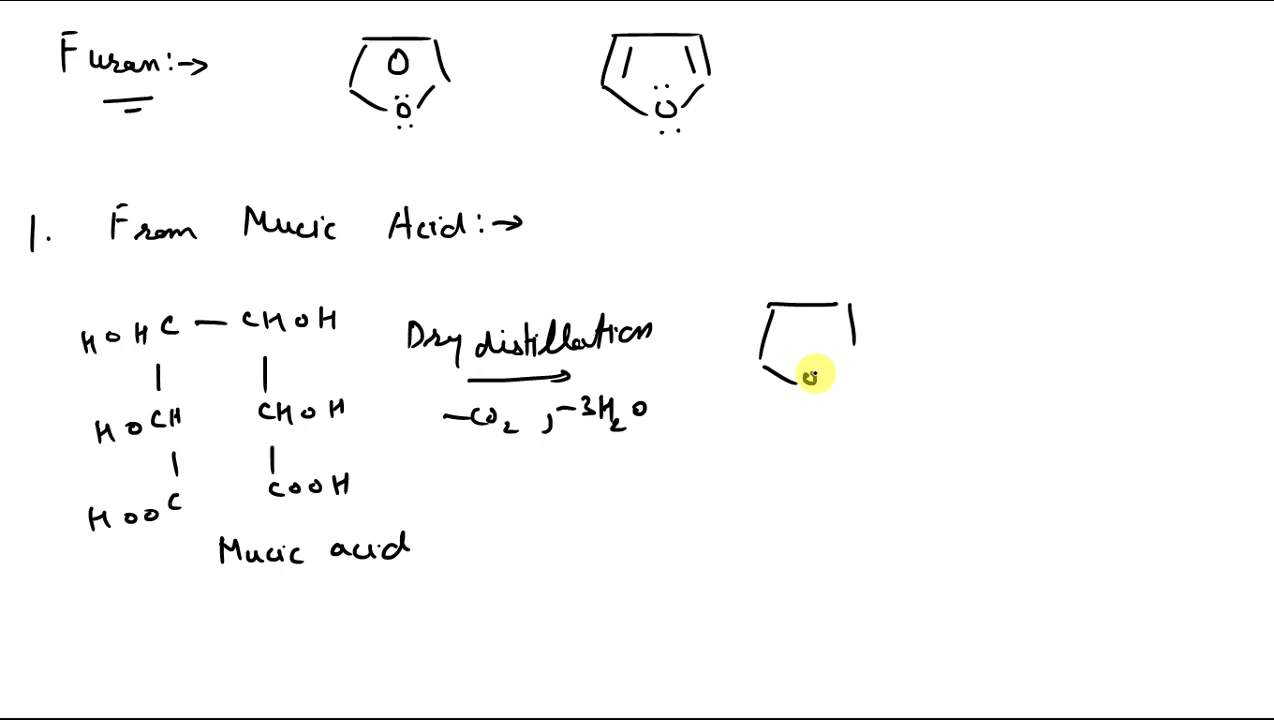 Furan:→
O
:O:
:O:
1. From Mucic Acid:→
HOHC — CHOH
Dry distillation
HOCH CHOH
-CO2, -3H2O
HOOC COOH
O
Mucic acid